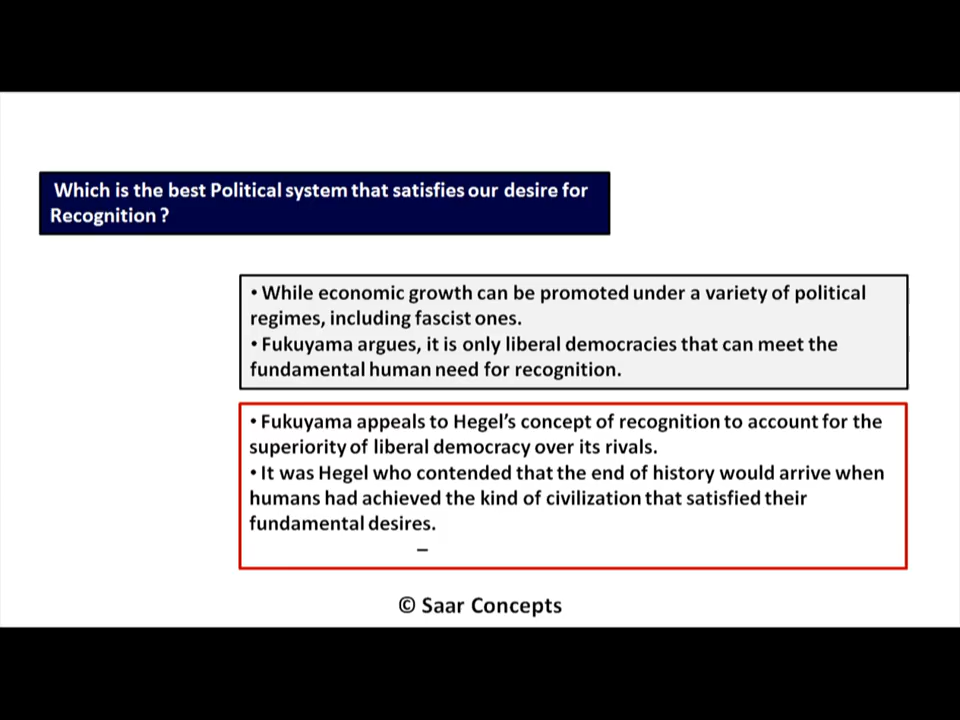 Which is the best Political system that satisfies our desire for
Recognition ?
• While economic growth can be promoted under a variety of political
regimes, including fascist ones.
• Fukuyama argues, it is only liberal democracies that can meet the
fundamental human need for recognition.
• Fukuyama appeals to Hegel’s concept of recognition to account for the
superiority of liberal democracy over its rivals.
• It was Hegel who contended that the end of history would arrive when
humans had achieved the kind of civilization that satisfied their
fundamental desires.
–
© Saar Concepts